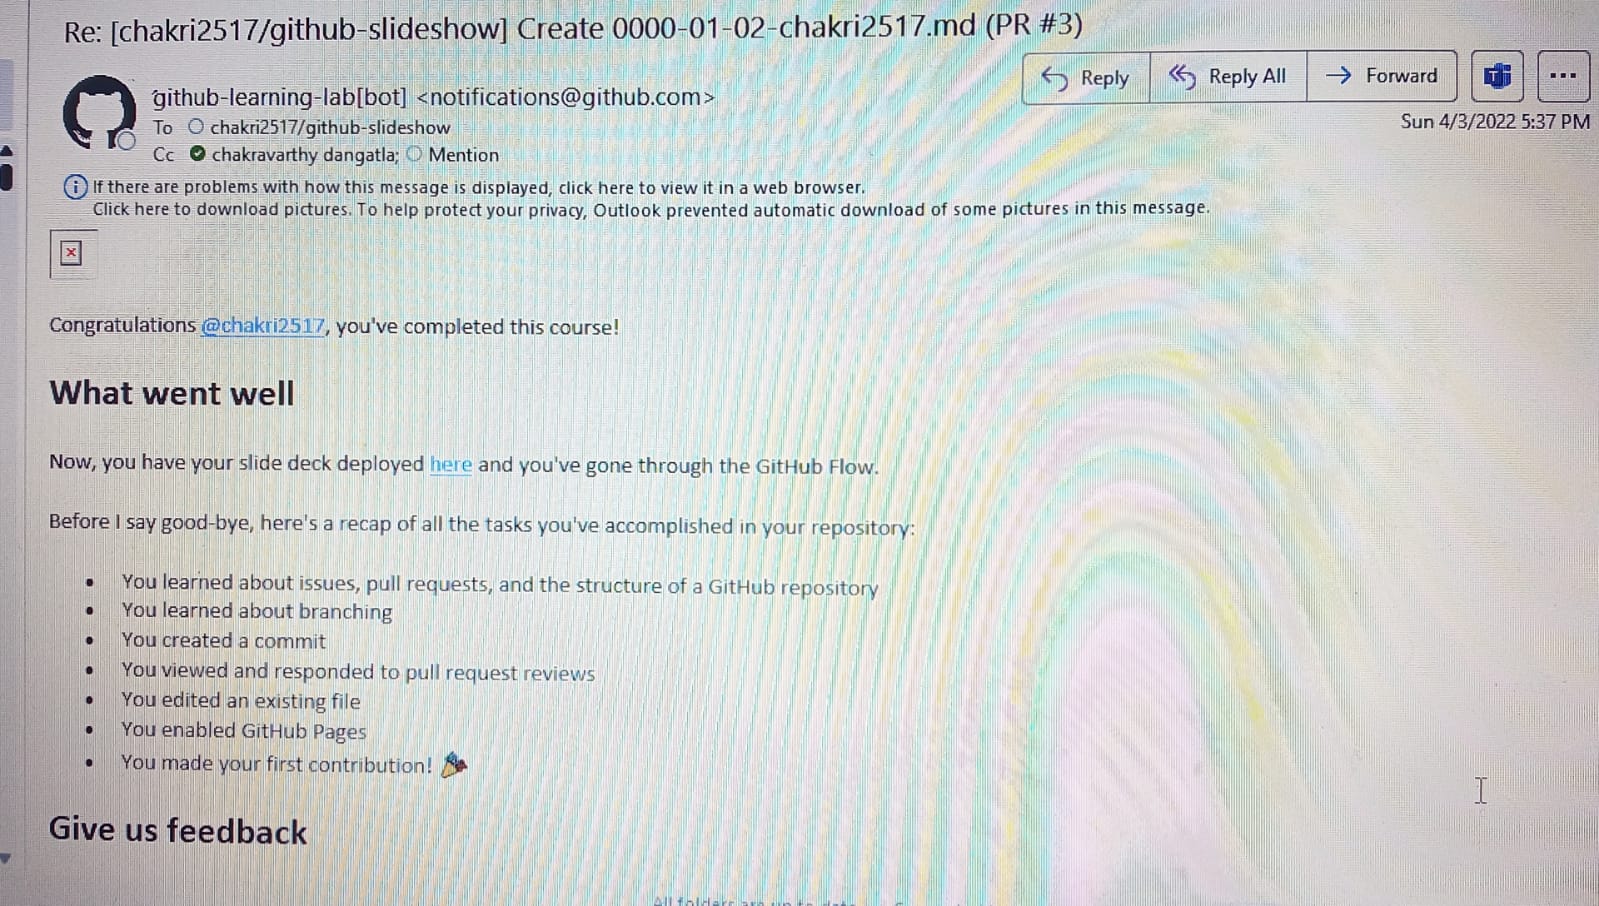 Re: [chakri2517/github-slideshow] Create 0000-01-02-chakri2517.md (PR #3)
Reply
Reply All
Forward
github-learning-lab[bot] <notifications@github.com>
Sun 4/3/2022 5:37 PM
To chakri2517/github-slideshow
Cc chakravarthy dangatla; Mention
If there are problems with how this message is displayed, click here to view it in a web browser.
Click here to download pictures. To help protect your privacy, Outlook prevented automatic download of some pictures in this message.
Congratulations @chakri2517, you've completed this course!
What went well
Now, you have your slide deck deployed here and you've gone through the GitHub Flow.
Before I say good-bye, here's a recap of all the tasks you've accomplished in your repository:
• You learned about issues, pull requests, and the structure of a GitHub repository
• You learned about branching
• You created a commit
• You viewed and responded to pull request reviews
• You edited an existing file
• You enabled GitHub Pages
• You made your first contribution! 🎉
Give us feedback
All folders are up to date.